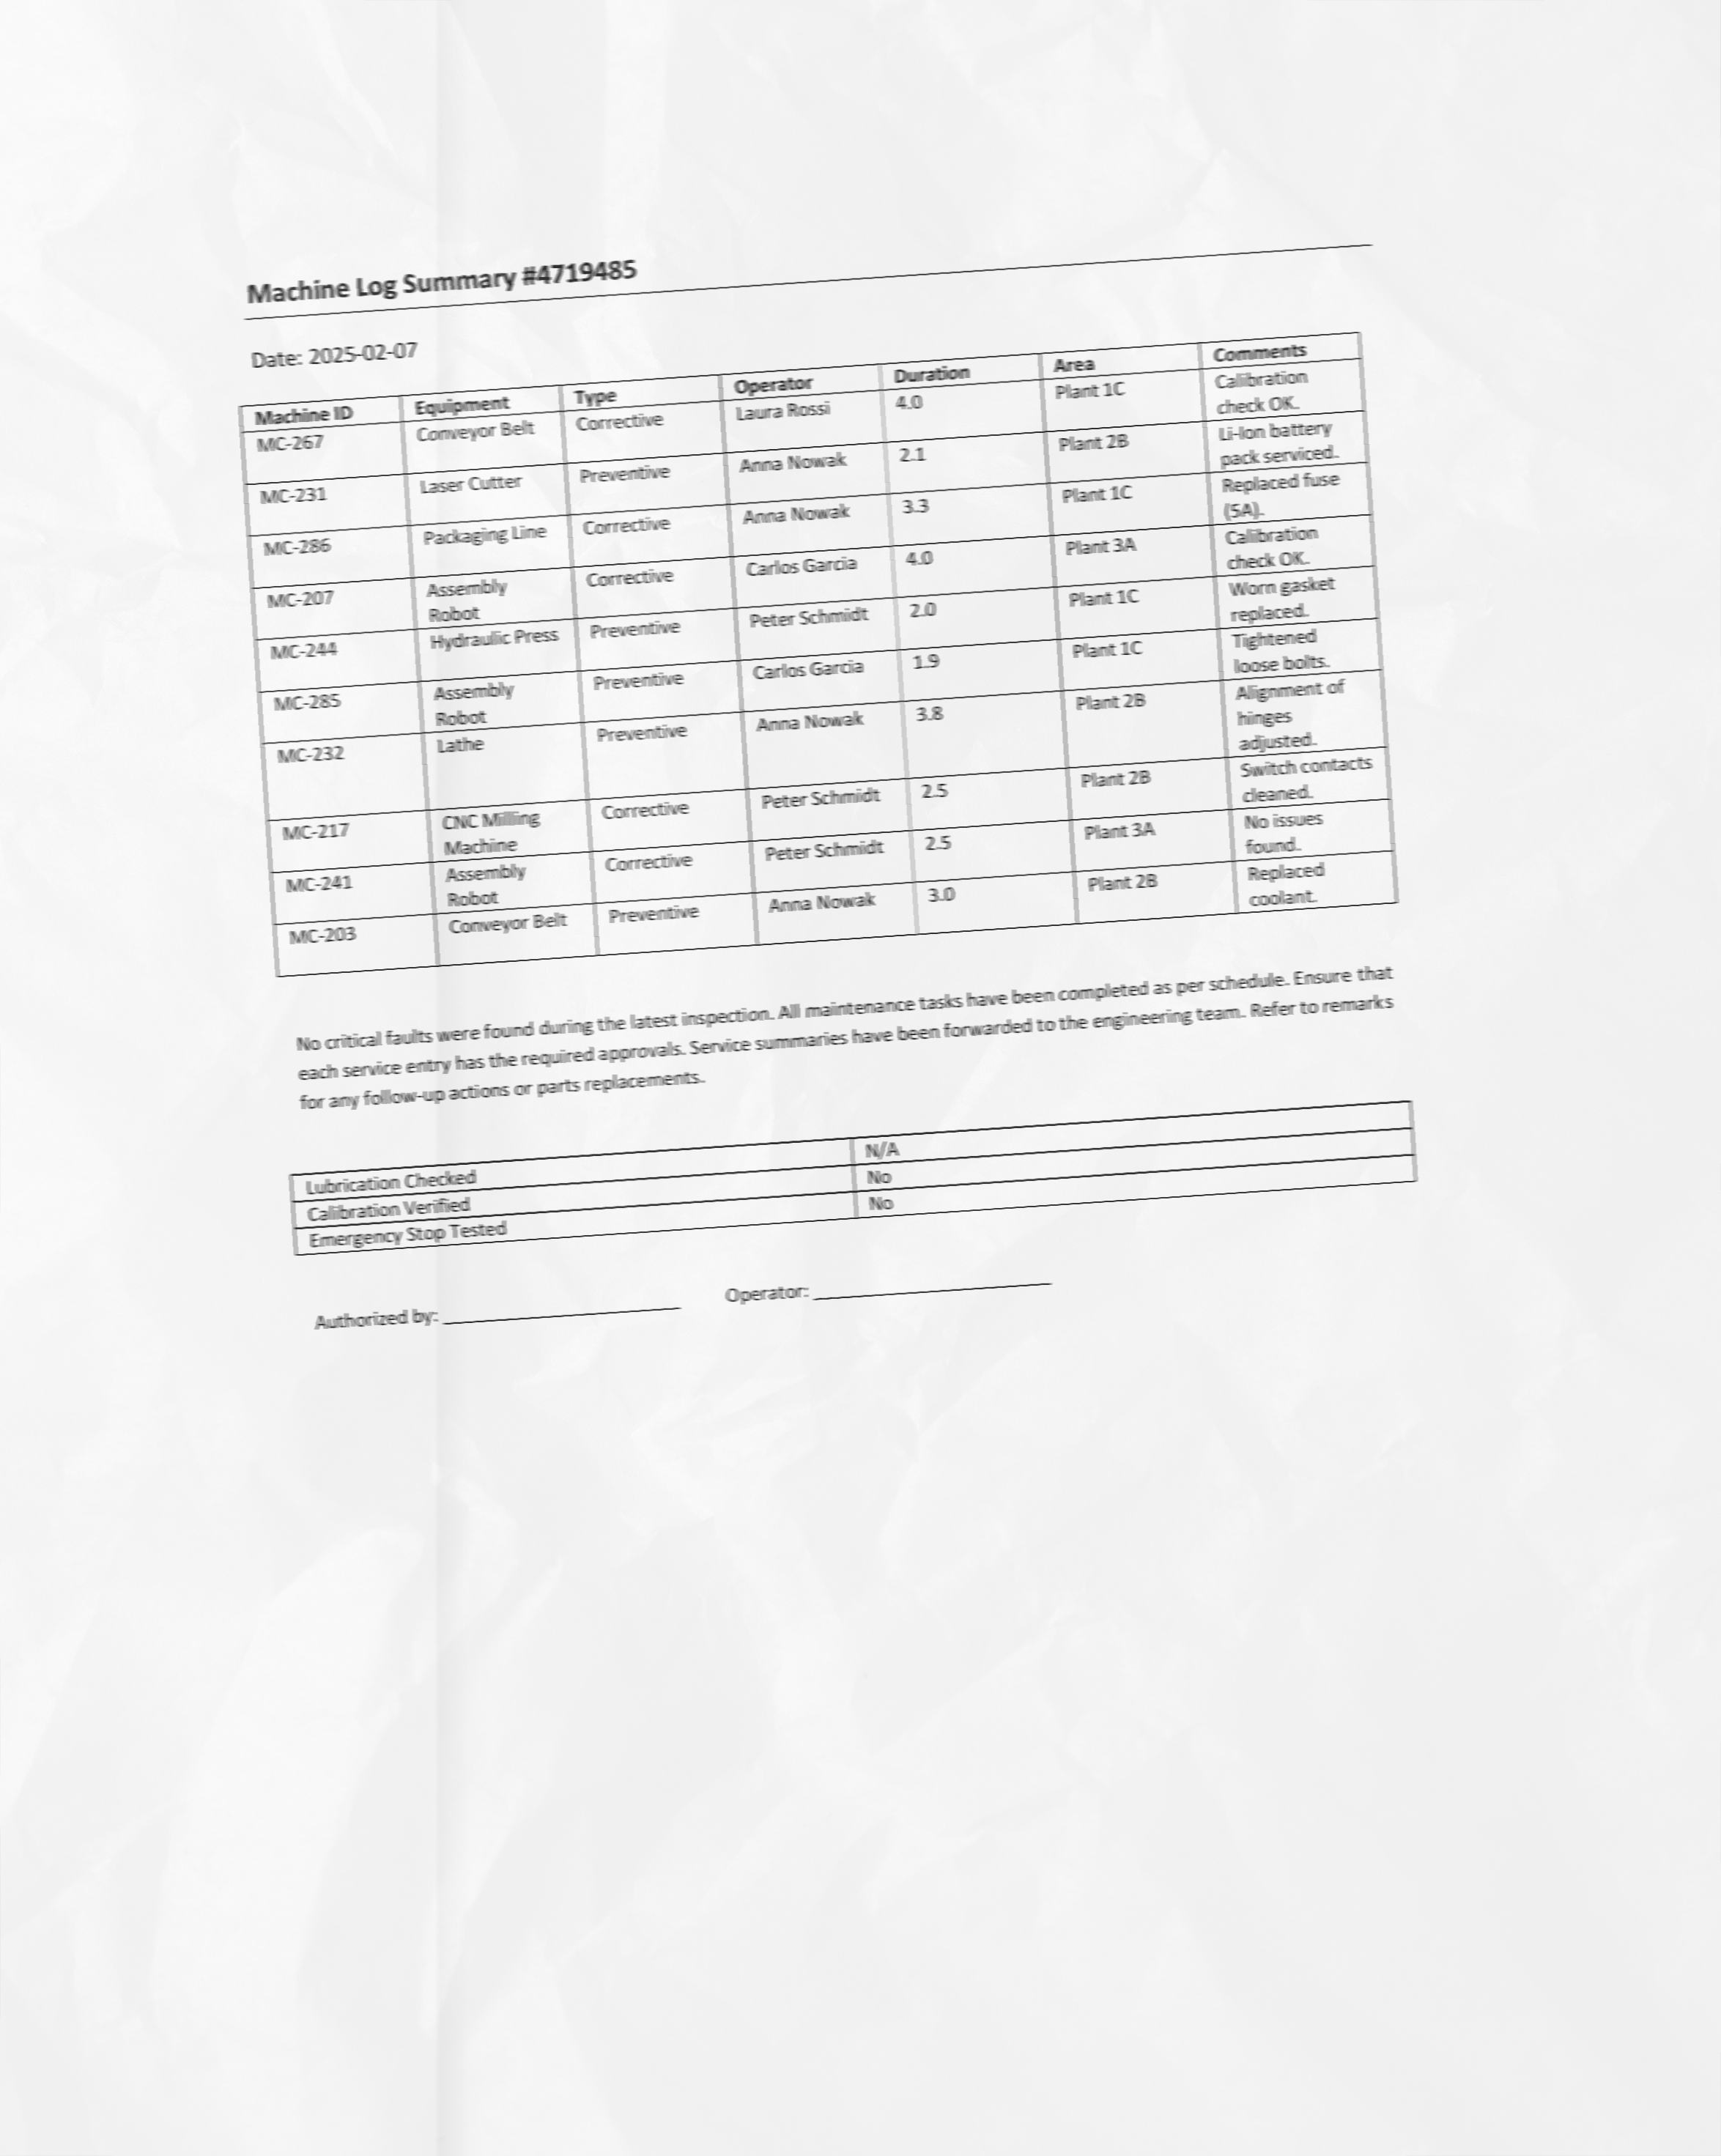 Machine Log Summary #4719485
Date: 2025-02-07
Machine ID Equipment Type Operator Duration Area Comments
MC-267 Conveyor Belt Corrective Laura Rossi 4.0 Plant 1C Calibration
check OK.
MC-231 Laser Cutter Preventive Anna Nowak 2.1 Plant 2B Li-Ion battery
pack serviced.
MC-286 Packaging Line Corrective Anna Nowak 3.3 Plant 1C Replaced fuse
(5A).
MC-207 Assembly Corrective Carlos Garcia 4.0 Plant 3A Calibration
Robot check OK.
MC-244 Hydraulic Press Preventive Peter Schmidt 2.0 Plant 1C Worn gasket
replaced.
MC-285 Assembly Preventive Carlos Garcia 1.9 Plant 1C Tightened
Robot loose bolts.
MC-232 Lathe Preventive Anna Nowak 3.8 Plant 2B Alignment of
hinges
adjusted.
MC-217 CNC Milling Corrective Peter Schmidt 2.5 Plant 2B Switch contacts
Machine cleaned.
MC-241 Assembly Corrective Peter Schmidt 2.5 Plant 3A No issues
Robot found.
MC-203 Conveyor Belt Preventive Anna Nowak 3.0 Plant 2B Replaced
coolant.
No critical faults were found during the latest inspection. All maintenance tasks have been completed as per schedule. Ensure that
each service entry has the required approvals. Service summaries have been forwarded to the engineering team. Refer to remarks
for any follow-up actions or parts replacements.
Lubrication Checked N/A
Calibration Verified No
Emergency Stop Tested No
Authorized by: ____________________ Operator: ____________________